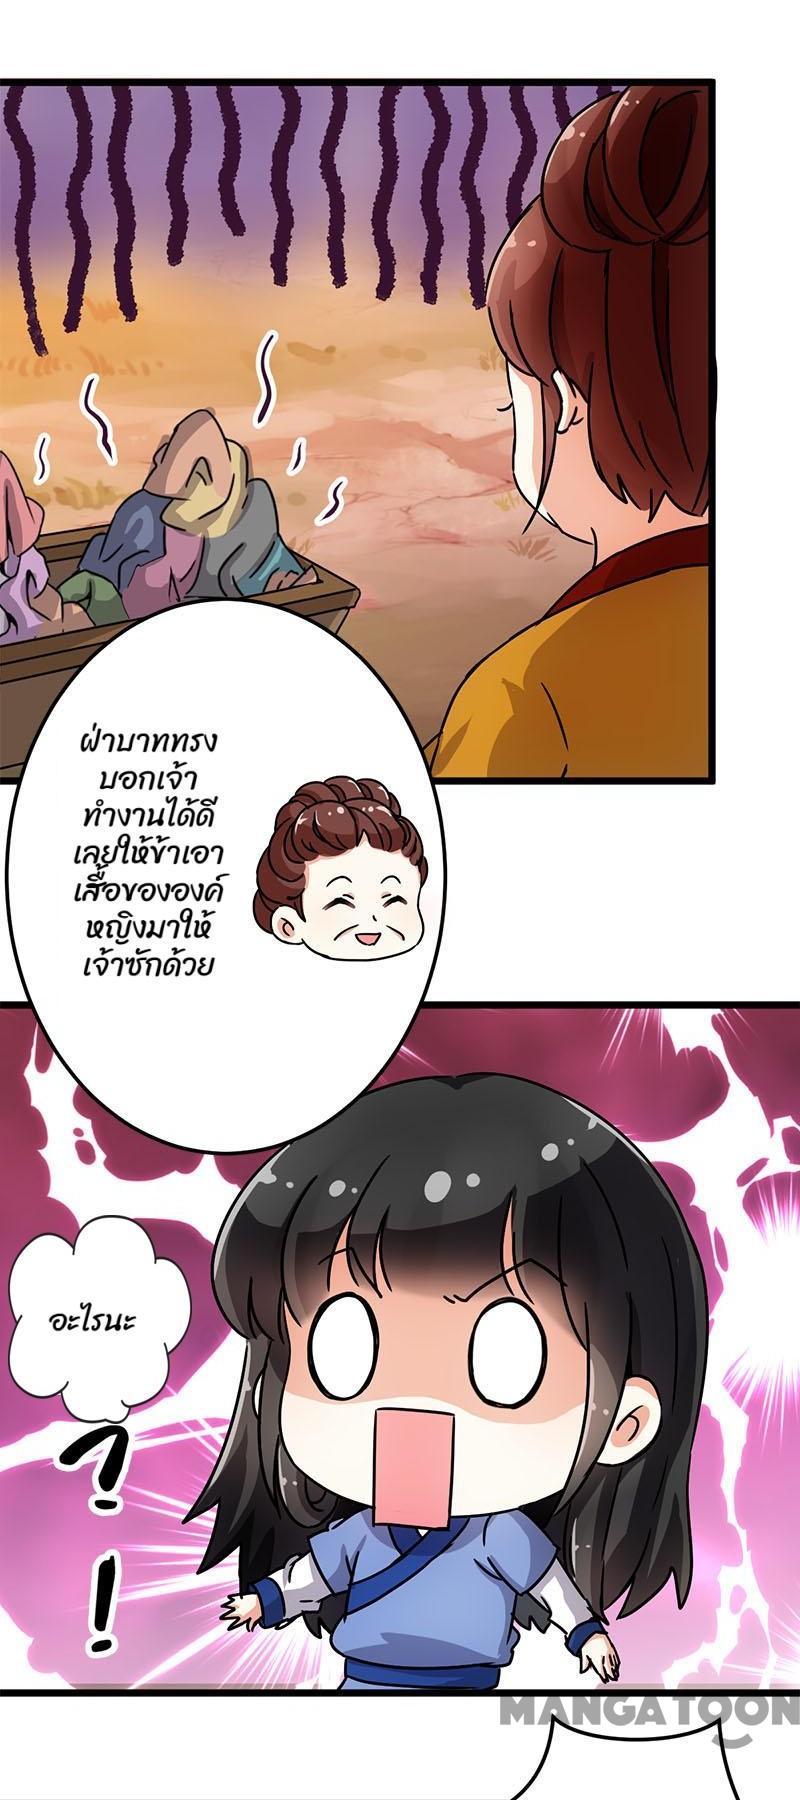 ฝ่าบาททรง
บอกเจ้า
ทำงานได้ดี
เลยให้ข้าเอา
เสื้อขององค์
หญิงมาให้
เจ้าซักด้วย
อะไรนะ
?
!
MANGATOON